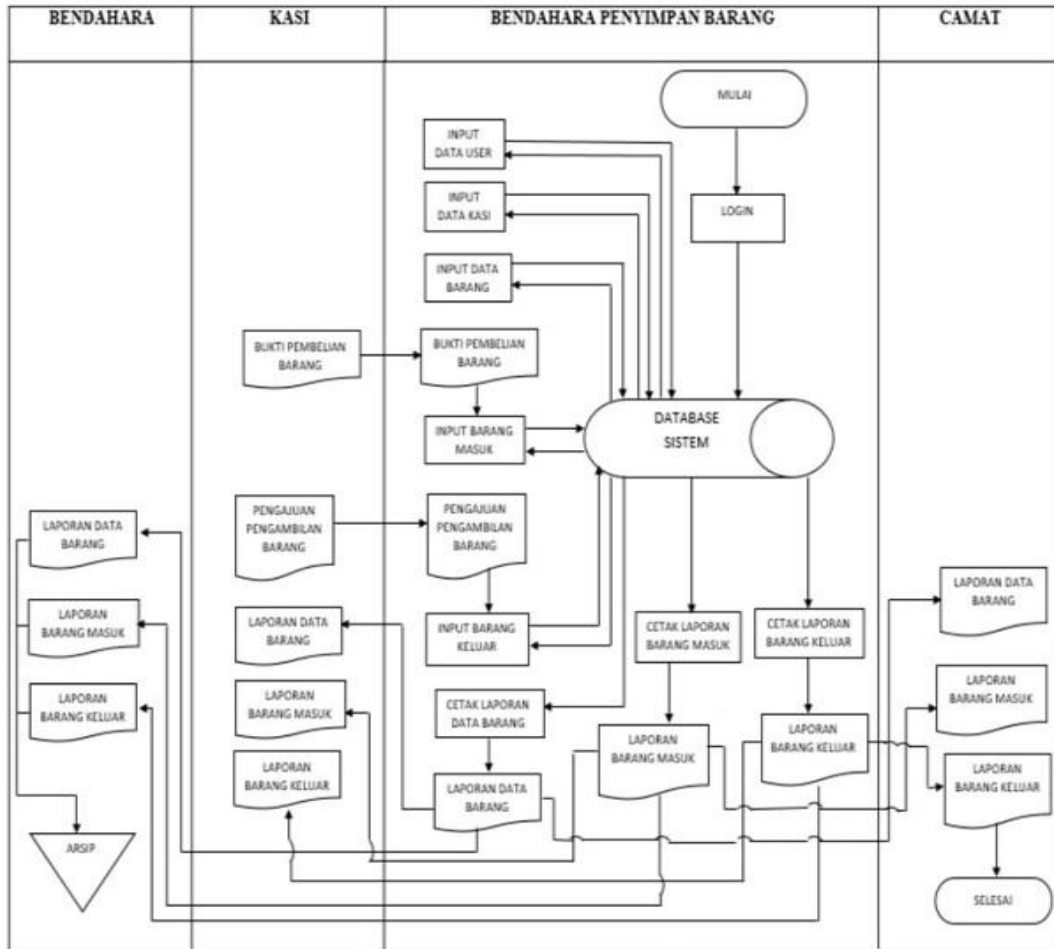 BENDAHARA
KASI
BENDAHARA PENYIMPAN BARANG
CAMAT
MULAI
INPUT
DATA USER
INPUT
DATA KASI
LOGIN
INPUT DATA
BARANG
BUKTI PEMBELIAN
BARANG
BUKTI PEMBELIAN
BARANG
DATABASE
SISTEM
INPUT BARANG
MASUK
PENGAJUAN
PENGAMBILAN
BARANG
PENGAJUAN
PENGAMBILAN
BARANG
LAPORAN DATA
BARANG
LAPORAN DATA
BARANG
LAPORAN
BARANG MASUK
LAPORAN DATA
BARANG
INPUT BARANG
KELUAR
CETAK LAPORAN
BARANG MASUK
CETAK LAPORAN
BARANG KELUAR
LAPORAN
BARANG KELUAR
LAPORAN
BARANG MASUK
CETAK LAPORAN
DATA BARANG
LAPORAN
BARANG MASUK
LAPORAN
BARANG MASUK
LAPORAN
BARANG KELUAR
LAPORAN
BARANG KELUAR
LAPORAN DATA
BARANG
LAPORAN
BARANG KELUAR
ARSIP
SELESAI